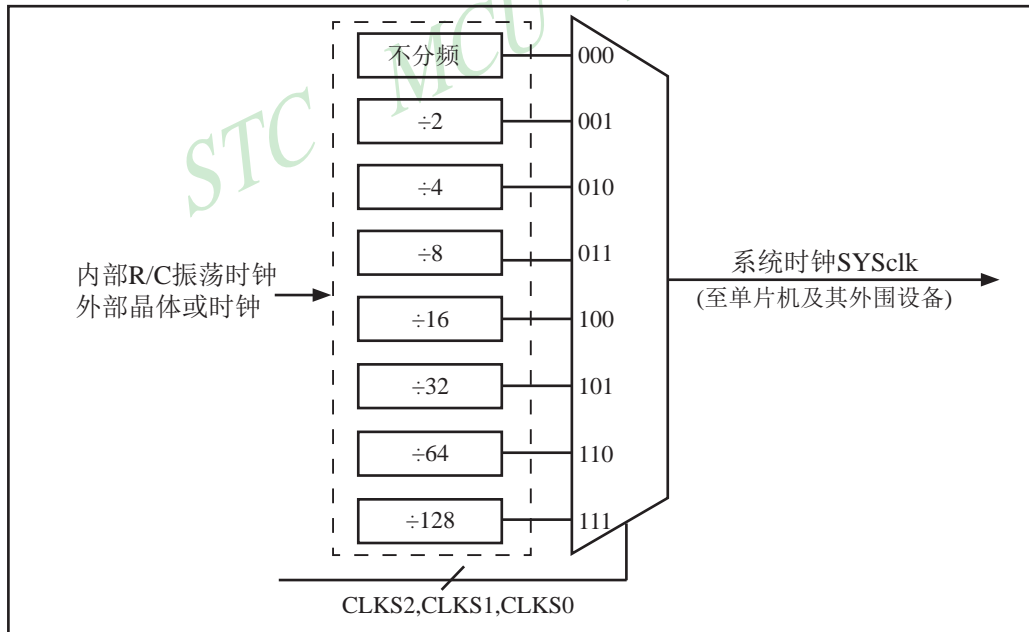 STC MCU
不分频
000
÷2
001
÷4
010
÷8
011
÷16
100
÷32
101
÷64
110
÷128
111
内部R/C振荡时钟
外部晶体或时钟
系统时钟SYSclk
(至单片机及其外围设备)
CLKS2,CLKS1,CLKS0